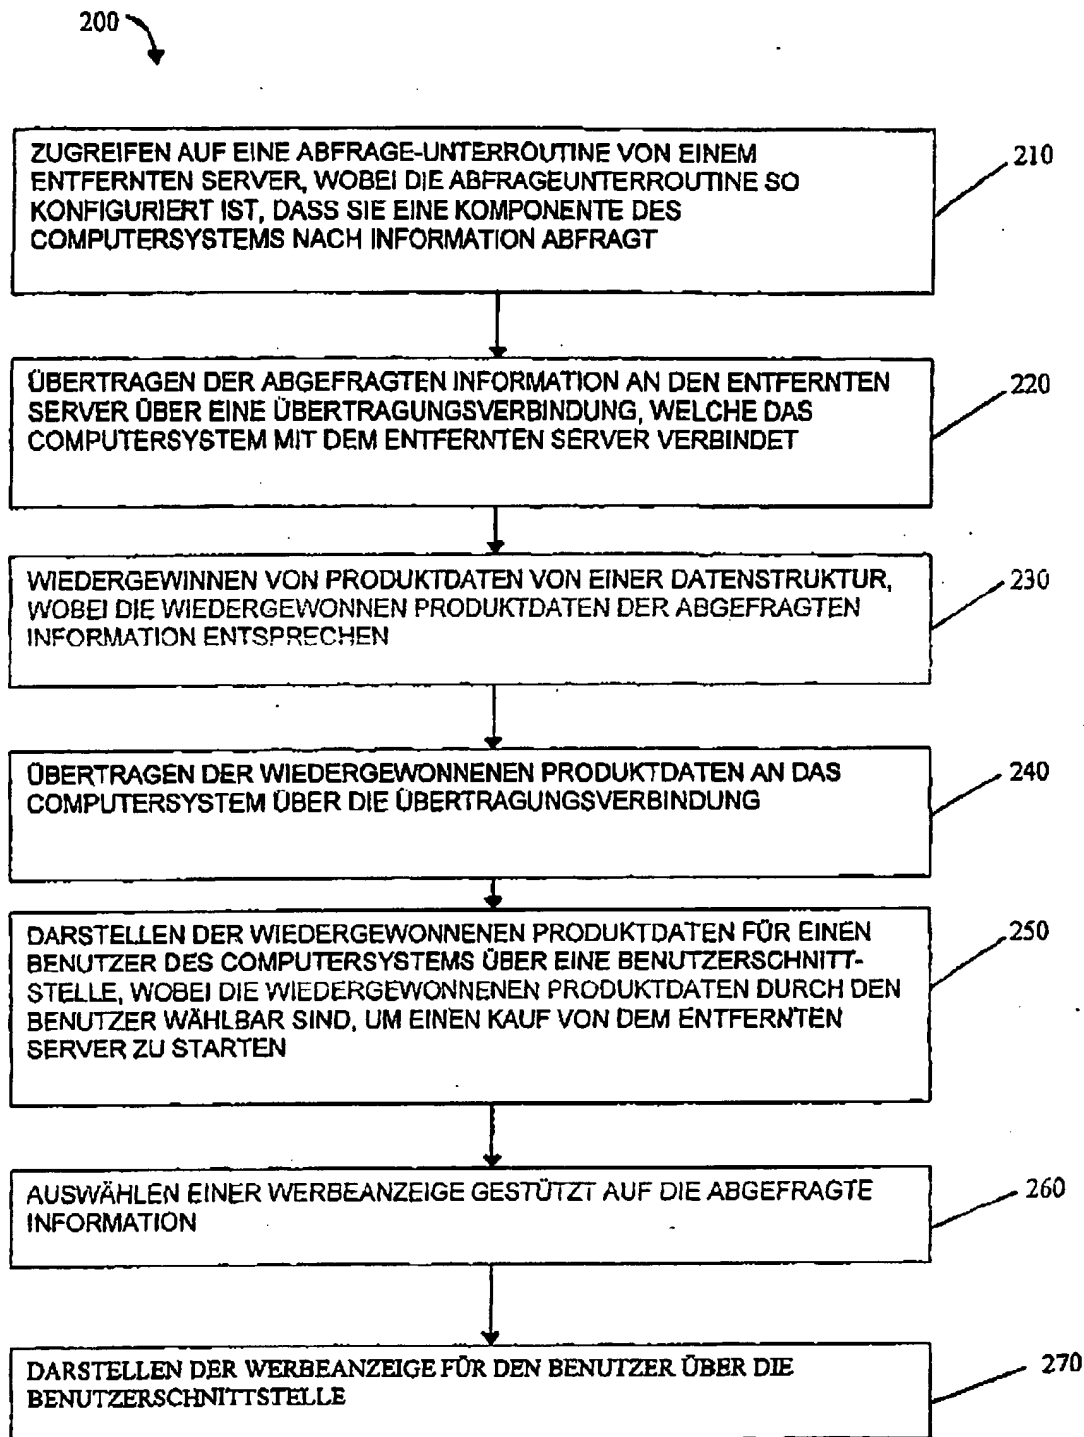 200
ZUGREIFEN AUF EINE ABFRAGE-UNTERROUTINE VON EINEM
ENTFERNTEN SERVER, WOBEI DIE ABFRAGEUNTERROUTINE SO
KONFIGURIERT IST, DASS SIE EINE KOMPONENTE DES
COMPUTERSYSTEMS NACH INFORMATION ABFRAGT
210
ÜBERTRAGEN DER ABGEFRAGTEN INFORMATION AN DEN ENTFERNTEN
SERVER ÜBER EINE ÜBERTRAGUNGSVERBINDUNG, WELCHE DAS
COMPUTERSYSTEM MIT DEM ENTFERNTEN SERVER VERBINDET
220
WIEDERGEWINNEN VON PRODUKTDATEN VON EINER DATENSTRUKTUR,
WOBEI DIE WIEDERGEWONNEN PRODUKTDATEN DER ABGEFRAGTEN
INFORMATION ENTSPRECHEN
230
ÜBERTRAGEN DER WIEDERGEWONNENEN PRODUKTDATEN AN DAS
COMPUTERSYSTEM ÜBER DIE ÜBERTRAGUNGSVERBINDUNG
240
DARSTELLEN DER WIEDERGEWONNENEN PRODUKTDATEN FÜR EINEN
BENUTZER DES COMPUTERSYSTEMS ÜBER EINE BENUTZERSCHNITT-
STELLE, WOBEI DIE WIEDERGEWONNENEN PRODUKTDATEN DURCH DEN
BENUTZER WÄHLBAR SIND, UM EINEN KAUF VON DEM ENTFERNTEN
SERVER ZU STARTEN
250
AUSWÄHLEN EINER WERBEANZEIGE GESTÜTZT AUF DIE ABGEFRAGTE
INFORMATION
260
DARSTELLEN DER WERBEANZEIGE FÜR DEN BENUTZER ÜBER DIE
BENUTZERSCHNITTSTELLE
270